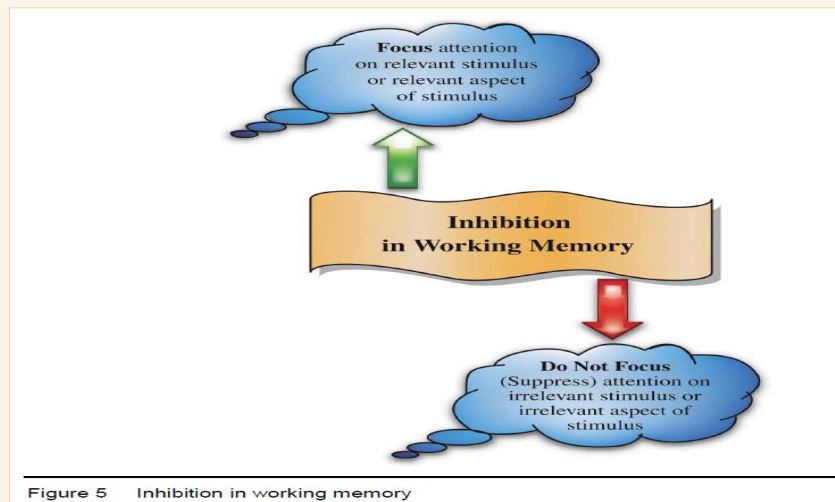 Focus attention
on relevant stimulus
or relevant aspect
of stimulus
Inhibition
in Working Memory
Do Not Focus
(Suppress) attention on
irrelevant stimulus or
irrelevant aspect of
stimulus
Figure 5 Inhibition in working memory